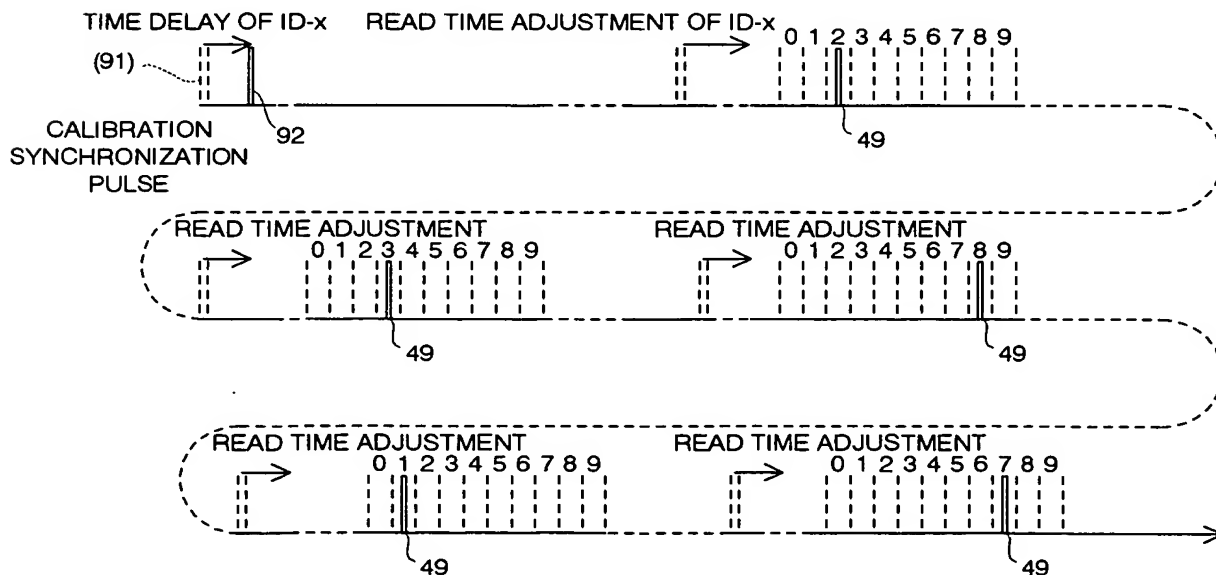 TIME DELAY OF ID-x READ TIME ADJUSTMENT OF ID-x
0 1 2 3 4 5 6 7 8 9
(91)
92
49
CALIBRATION
SYNCHRONIZATION
PULSE
READ TIME ADJUSTMENT READ TIME ADJUSTMENT
0 1 2 3 4 5 6 7 8 9 0 1 2 3 4 5 6 7 8 9
49 49
READ TIME ADJUSTMENT READ TIME ADJUSTMENT
0 1 2 3 4 5 6 7 8 9 0 1 2 3 4 5 6 7 8 9
49 49